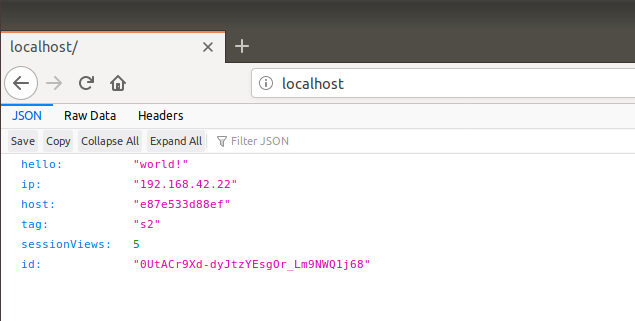 localhost/
localhost
JSON Raw Data Headers
Save Copy Collapse All Expand All Filter JSON
hello: "world!"
ip: "192.168.42.22"
host: "e87e533d88ef"
tag: "s2"
sessionViews: 5
id: "0UtACr9Xd-dyJtzYEsgOr_Lm9NWQ1j68"